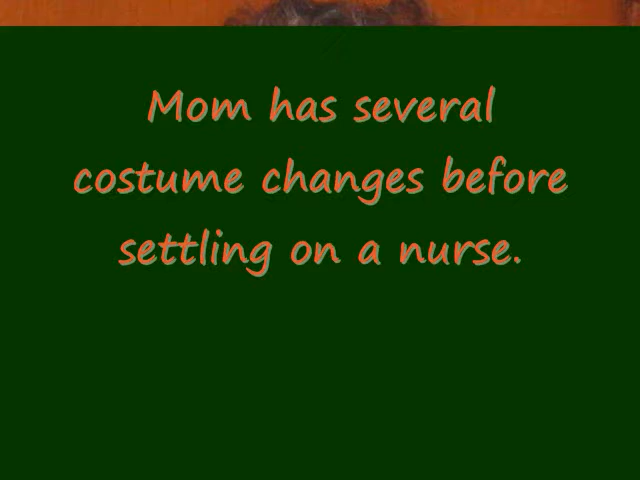 Mom has several
costume changes before
settling on a nurse.